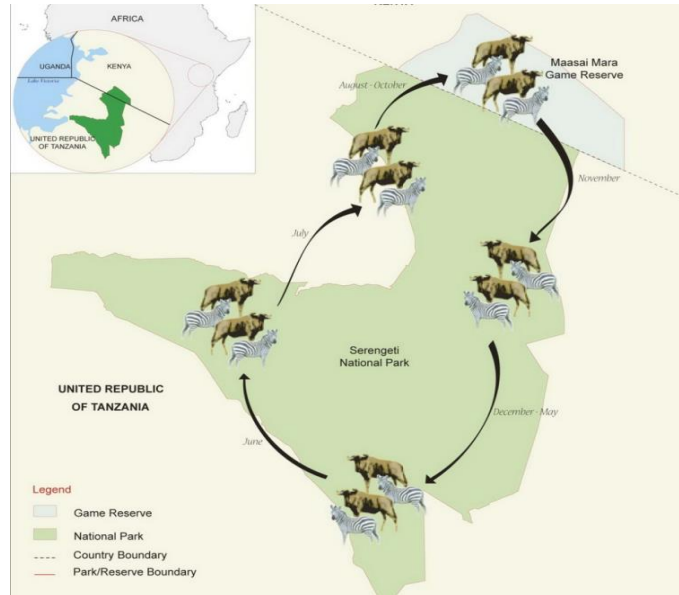 AFRICA
UGANDA
KENYA
Lake Victoria
UNITED REPUBLIC
OF TANZANIA
Maasai Mara
Game Reserve
August - October
November
July
Serengeti
National Park
UNITED REPUBLIC
OF TANZANIA
December - May
June
Legend
Game Reserve
National Park
Country Boundary
Park/Reserve Boundary